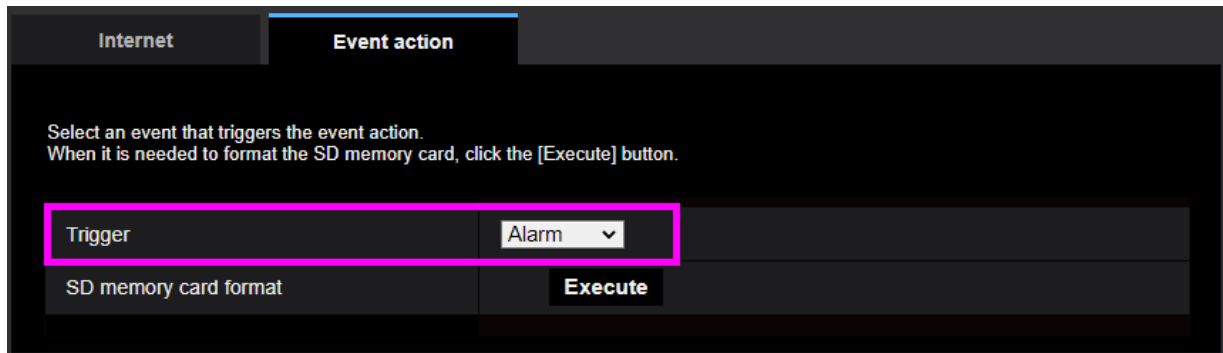 Internet Event action
Select an event that triggers the event action.
When it is needed to format the SD memory card, click the [Execute] button.
Trigger Alarm
SD memory card format Execute